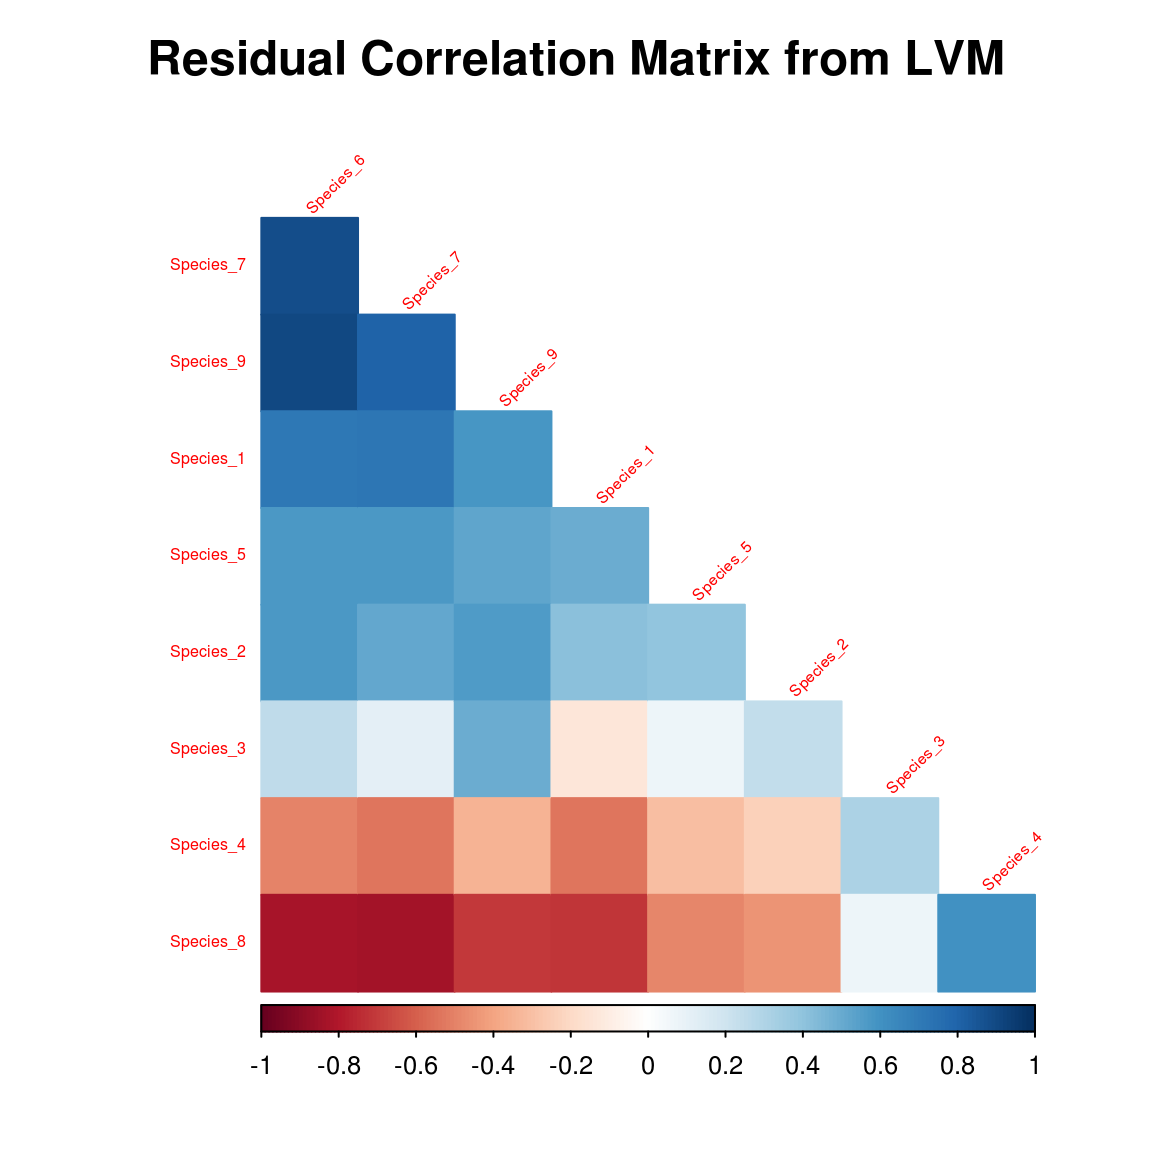 Residual Correlation Matrix from LVM
Species_6
Species_7
Species_7
Species_9
Species_9
Species_1
Species_1
Species_5
Species_5
Species_2
Species_2
Species_3
Species_3
Species_4
Species_4
Species_8
-1 -0.8 -0.6 -0.4 -0.2 0 0.2 0.4 0.6 0.8 1